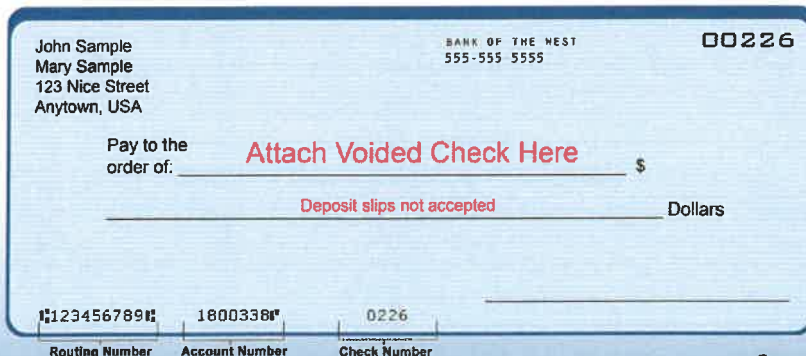 John Sample
Mary Sample
123 Nice Street
Anytown, USA
BANK OF THE WEST
555-555 5555
00226
Pay to the
order of:
Attach Voided Check Here
$
Deposit slips not accepted
Dollars
⑆123456789⑆ 1800338⑈ 0226
Routing Number Account Number Check Number